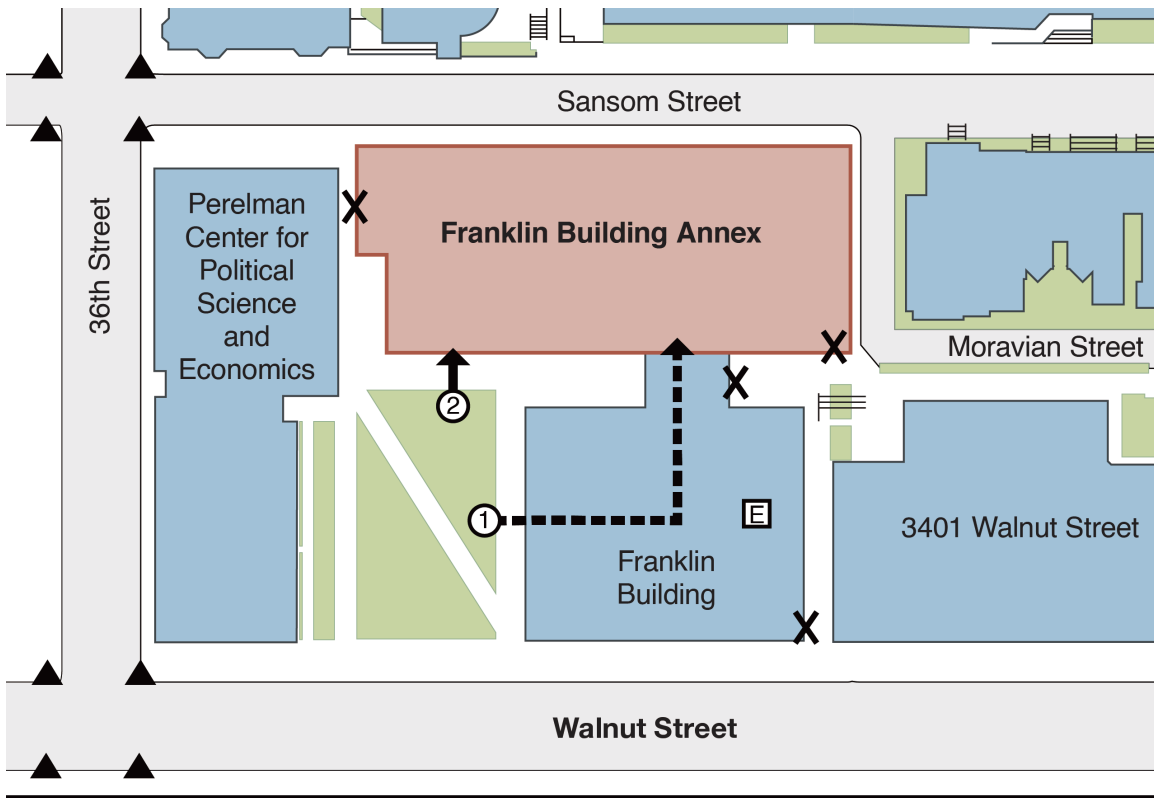 Sansom Street
36th Street
Perelman
Center for
Political
Science
and
Economics
Franklin Building Annex
Moravian Street
2
1
E
3401 Walnut Street
Franklin
Building
Walnut Street